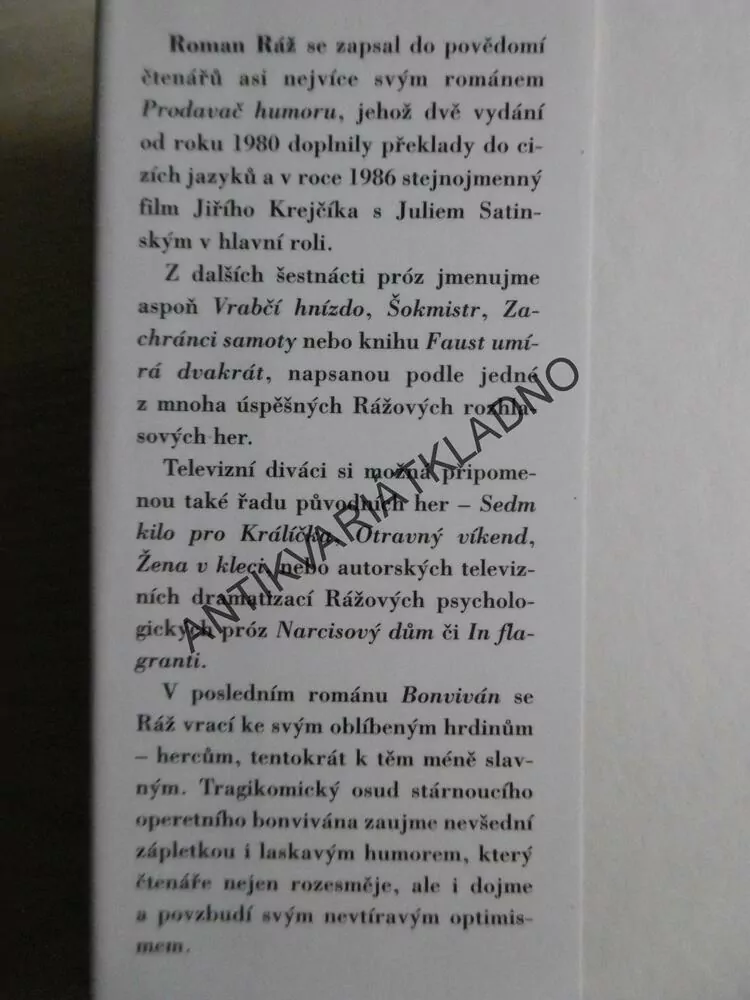 Roman Ráž se zapsal do povědomí
čtenářů asi nejvíce svým románem
Prodavač humoru, jehož dvě vydání
od roku 1980 doplnily překlady do ci-
zích jazyků a v roce 1986 stejnojmenný
film Jiřího Krejčíka s Juliem Satin-
ským v hlavní roli.
Z dalších šestnácti próz jmenujme
aspoň Vrabčí hnízdo, Šokmistr, Za-
chránci samoty nebo knihu Faust umí-
rá dvakrát, napsanou podle jedné
z mnoha úspěšných Rážových rozhla-
sových her.
Televizní diváci si možná připome-
nou také řadu původních her – Sedm
kilo pro Králíčka, Otravný víkend,
Žena v kleci, nebo autorských televiz-
ních dramatizací Rážových psycholo-
gických próz Narcisový dům či In fla-
granti.
V posledním románu Bonviván se
Ráž vrací ke svým oblíbeným hrdinům
– hercům, tentokrát k těm méně slav-
ným. Tragikomický osud stárnoucího
operetního bonvivána zaujme nevšední
zápletkou i laskavým humorem, který
čtenáře nejen rozesměje, ale i dojme
a povzbudí svým nevtíravým optimis-
mem.
ANTIKVARIATKLADNO